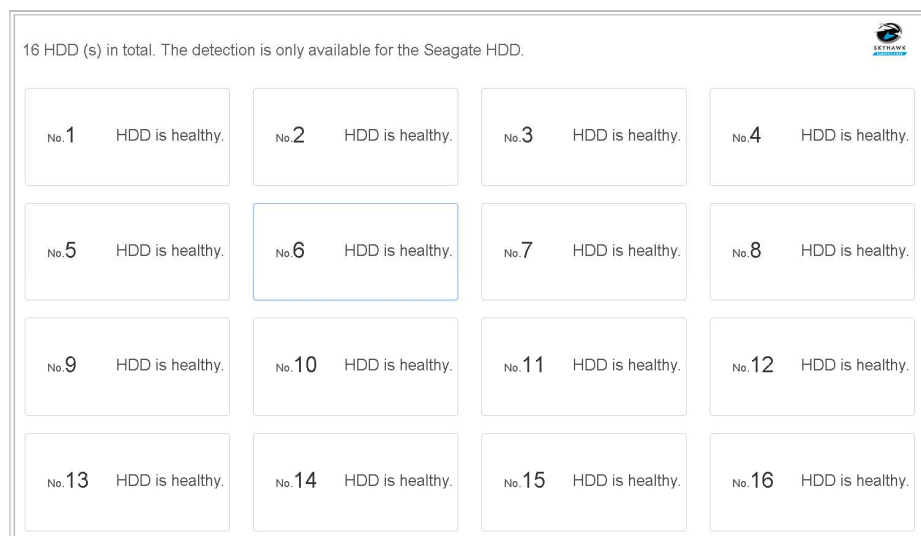 16 HDD (s) in total. The detection is only available for the Seagate HDD.
SKYHAWK
No.1 HDD is healthy.
No.2 HDD is healthy.
No.3 HDD is healthy.
No.4 HDD is healthy.
No.5 HDD is healthy.
No.6 HDD is healthy.
No.7 HDD is healthy.
No.8 HDD is healthy.
No.9 HDD is healthy.
No.10 HDD is healthy.
No.11 HDD is healthy.
No.12 HDD is healthy.
No.13 HDD is healthy.
No.14 HDD is healthy.
No.15 HDD is healthy.
No.16 HDD is healthy.